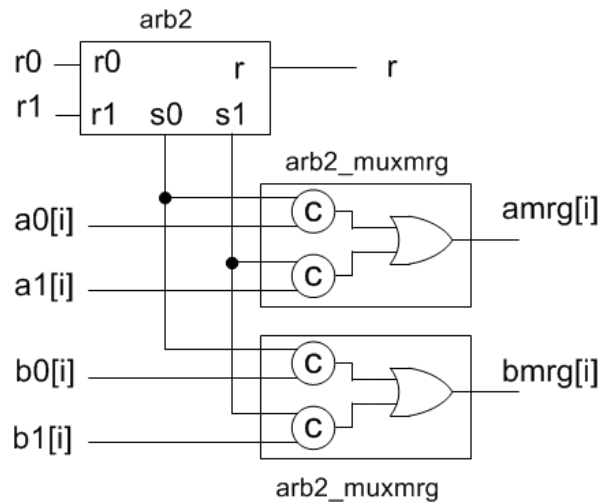 arb2
r0 r0 r r
r1 r1 s0 s1
arb2_muxmrg
C
a0[i] amrg[i]
C
a1[i]
C
b0[i] bmrg[i]
C
b1[i]
arb2_muxmrg